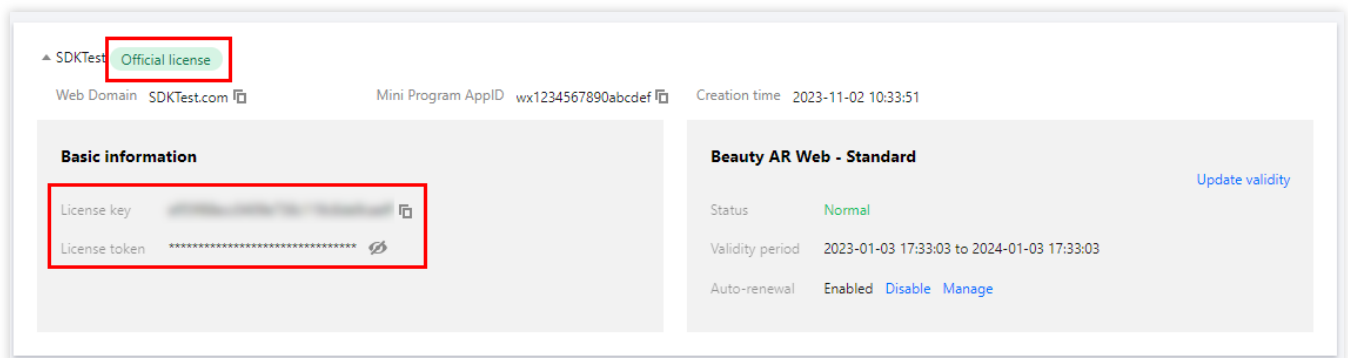 SDKTest Official license
Web Domain SDKTest.com Mini Program AppID wx1234567890abcdef Creation time 2023-11-02 10:33:51
Basic information
License key
License token ********************************
Beauty AR Web - Standard
Update validity
Status Normal
Validity period 2023-01-03 17:33:03 to 2024-01-03 17:33:03
Auto-renewal Enabled Disable Manage